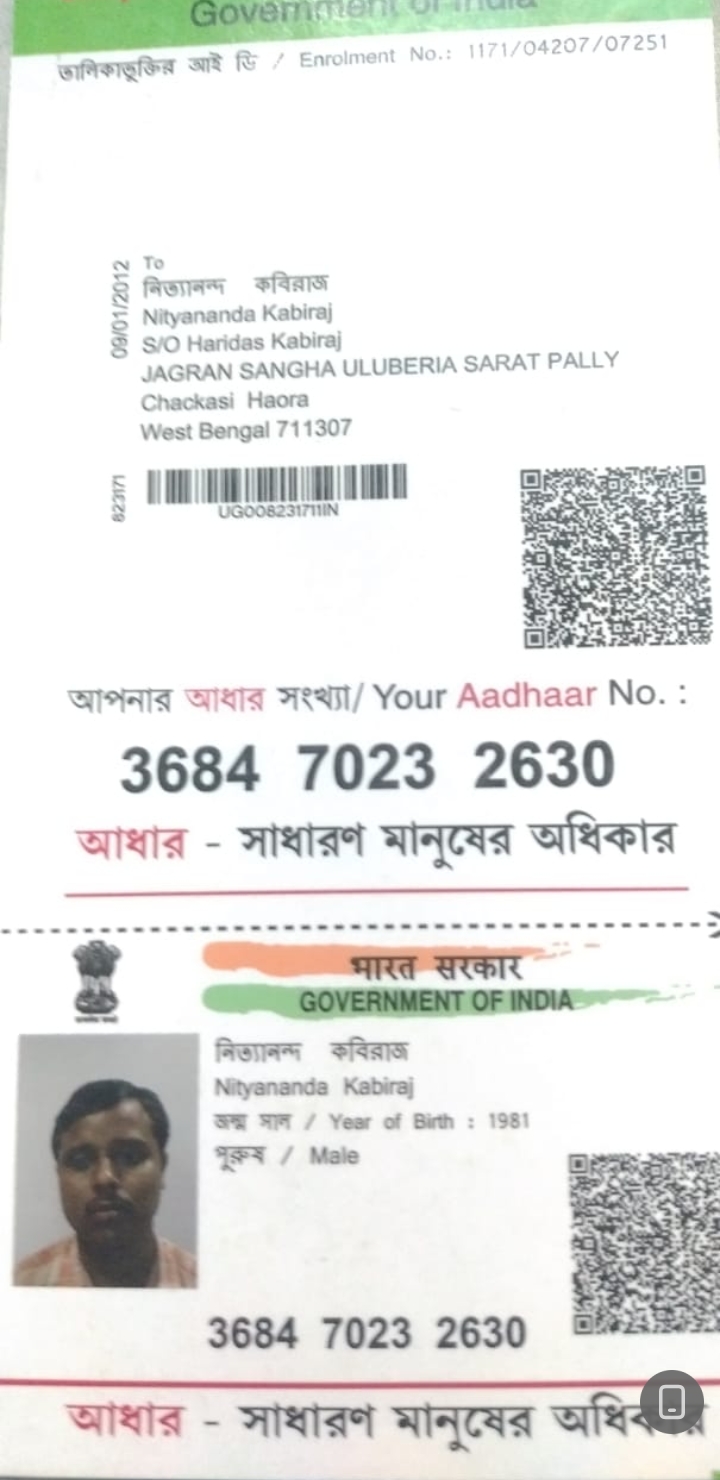 Government of India
তালিকাভুক্তির আই ডি / Enrolment No.: 1171/04207/07251
09/01/2012
To
নিত্যানন্দ কবিরাজ
Nityananda Kabiraj
S/O Haridas Kabiraj
JAGRAN SANGHA ULUBERIA SARAT PALLY
Chackasi Haora
West Bengal 711307
823171
UG008231711IN
আপনার আধার সংখ্যা/ Your Aadhaar No. :
3684 7023 2630
আধার - সাধারণ মানুষের অধিকার
भारत सरकार
GOVERNMENT OF INDIA
নিত্যানন্দ কবিরাজ
Nityananda Kabiraj
জন্ম সাল / Year of Birth : 1981
পুরুষ / Male
3684 7023 2630
আধার - সাধারণ মানুষের